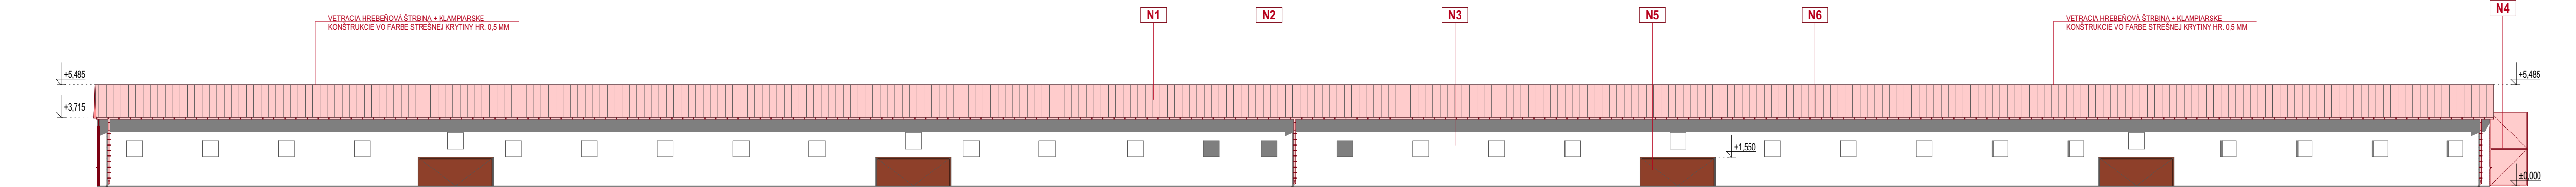 VETRACIA HREBEŇOVÁ ŠTRBINA + KLAMPIARSKE
KONŠTRUKCIE VO FARBE STREŠNEJ KRYTINY HR. 0,5 MM
N1
N2
N3
N5
N6
VETRACIA HREBEŇOVÁ ŠTRBINA + KLAMPIARSKE
KONŠTRUKCIE VO FARBE STREŠNEJ KRYTINY HR. 0,5 MM
N4
+5,485
+5,485
+3,715
+1,550
±0,000